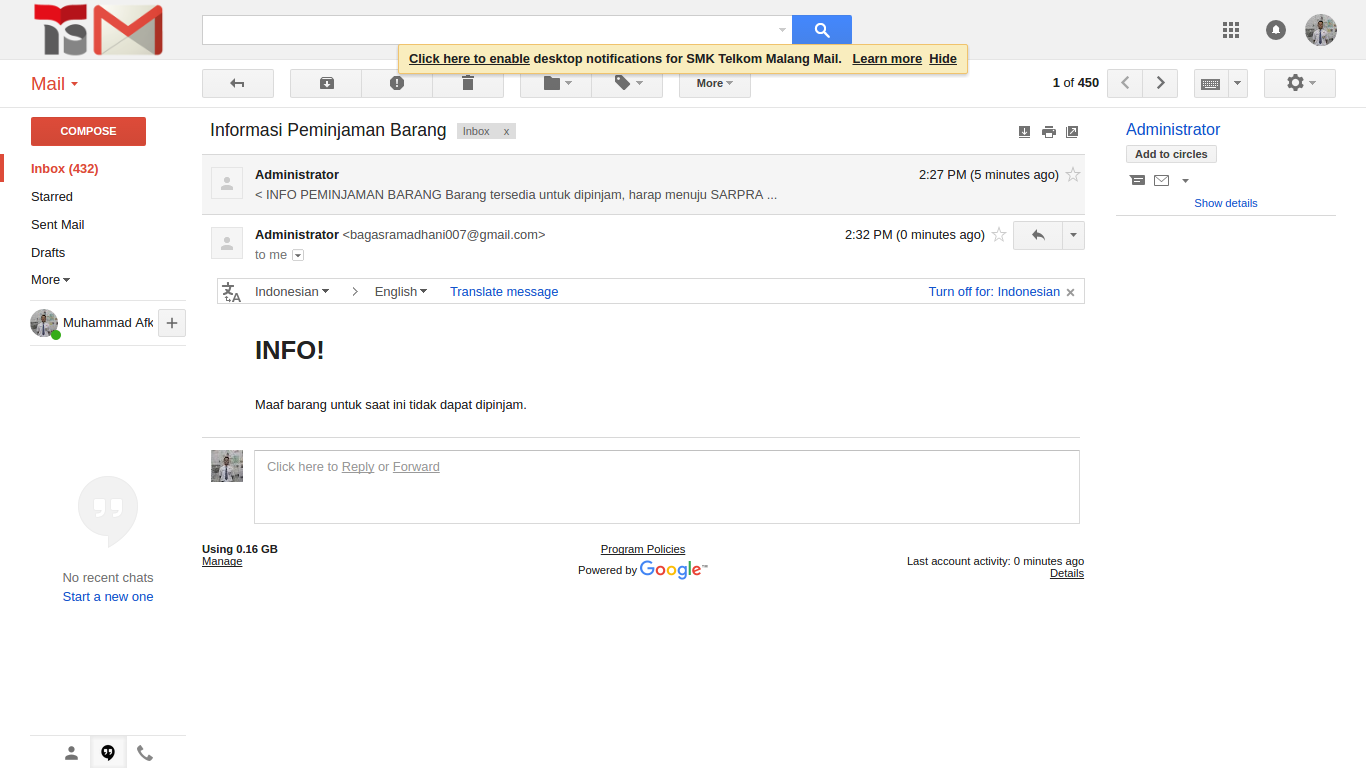 Click here to enable desktop notifications for SMK Telkom Malang Mail. Learn more Hide
Mail
More
1 of 450
COMPOSE
Inbox (432)
Starred
Sent Mail
Drafts
More
Muhammad Afk
No recent chats
Start a new one
Informasi Peminjaman Barang
Inbox x
Administrator
2:27 PM (5 minutes ago)
< INFO PEMINJAMAN BARANG Barang tersedia untuk dipinjam, harap menuju SARPRA ...
Administrator <bagasramadhani007@gmail.com>
2:32 PM (0 minutes ago)
to me
Indonesian > English Translate message
Turn off for: Indonesian ×
INFO!
Maaf barang untuk saat ini tidak dapat dipinjam.
Click here to Reply or Forward
Using 0.16 GB
Manage
Program Policies
Powered by Google™
Last account activity: 0 minutes ago
Details
Administrator
Add to circles
Show details